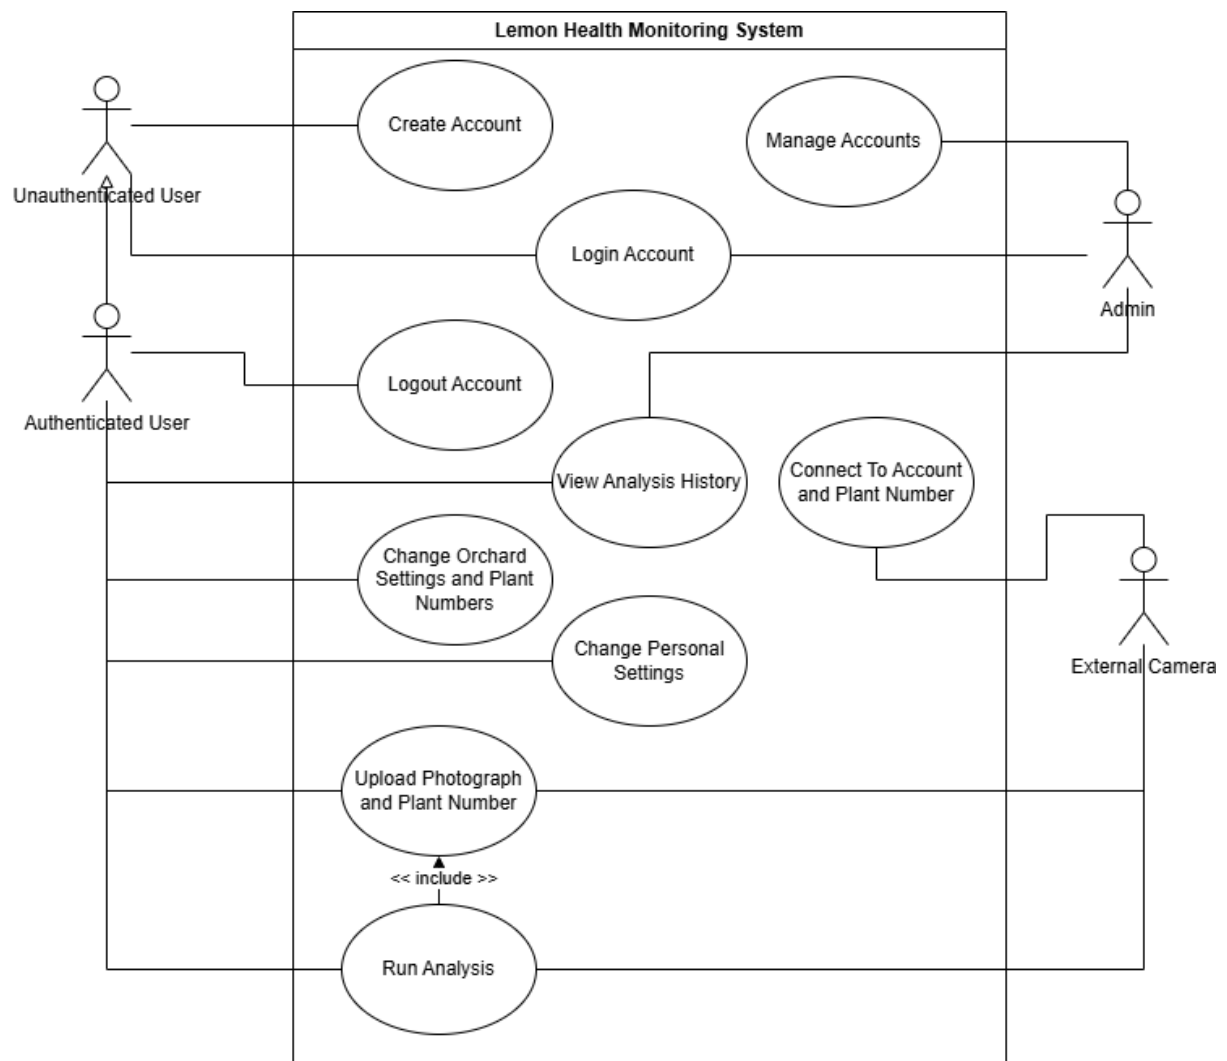 Lemon Health Monitoring System
Create Account
Manage Accounts
Unauthenticated User
Login Account
Admin
Logout Account
Authenticated User
View Analysis History
Connect To Account
and Plant Number
Change Orchard
Settings and Plant
Numbers
Change Personal
Settings
External Camera
Upload Photograph
and Plant Number
<< include >>
Run Analysis